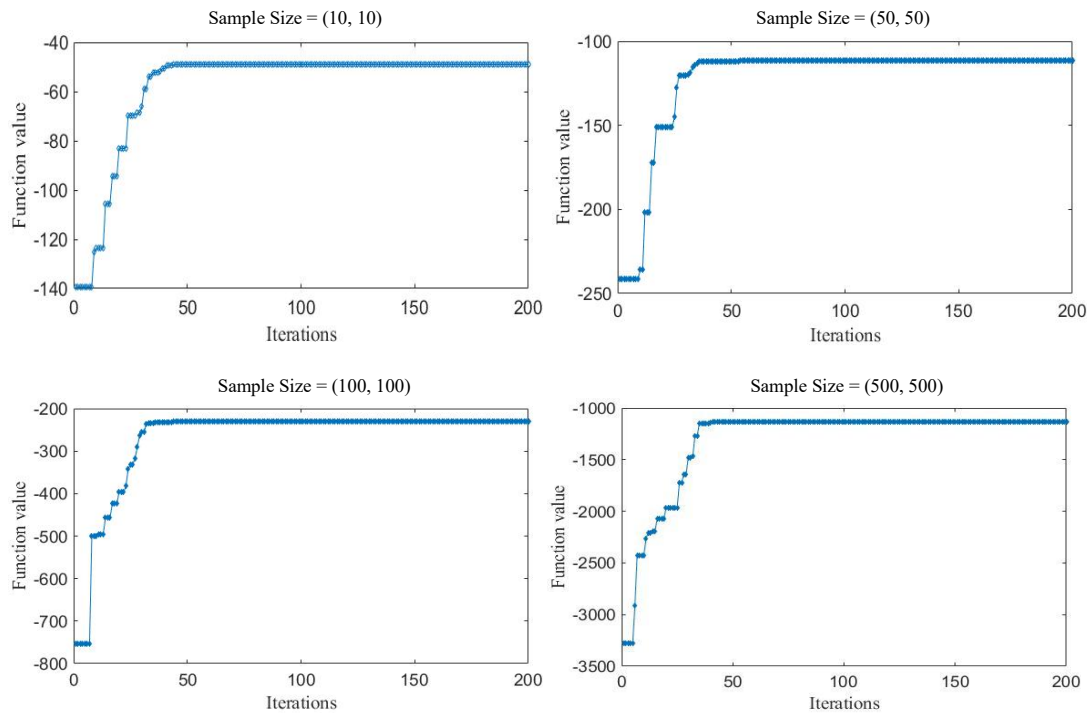 Sample Size = (10, 10)
-40
-60
-80
-100
-120
-140
Function value
0 50 100 150 200
Iterations
Sample Size = (50, 50)
-100
-150
-200
-250
Function value
0 50 100 150 200
Iterations
Sample Size = (100, 100)
-200
-300
-400
-500
-600
-700
-800
Function value
0 50 100 150 200
Iterations
Sample Size = (500, 500)
-1000
-1500
-2000
-2500
-3000
-3500
Function value
0 50 100 150 200
Iterations